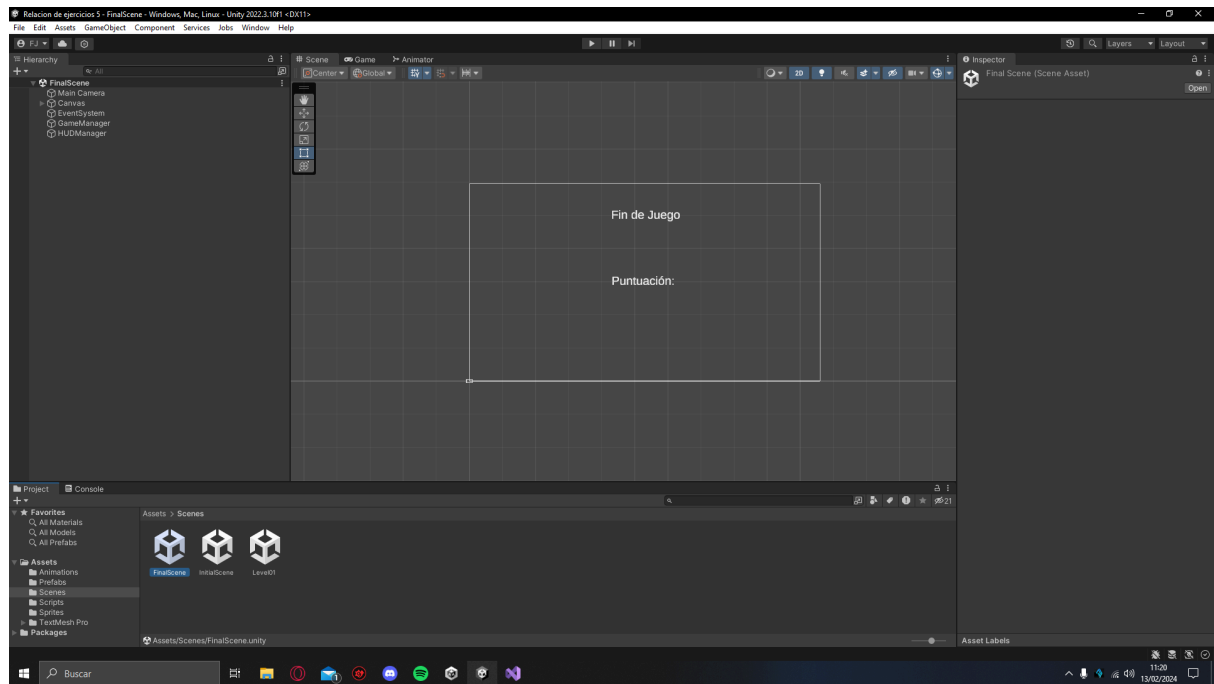 Relacion de ejercicios 5 - FinalScene - Windows, Mac, Linux - Unity 2022.3.10f1 <DX11>
File Edit Assets GameObject Component Services Jobs Window Help
FJ
Layers Layout
Hierarchy
All
FinalScene
Main Camera
Canvas
EventSystem
GameManager
HUDManager
Scene Game Animator
Center Global
2D
Fin de Juego
Puntuación:
Inspector
Final Scene (Scene Asset)
Open
Project Console
21
Favorites
All Materials
All Models
All Prefabs
Assets
Animations
Prefabs
Scenes
Scripts
Sprites
TextMesh Pro
Packages
Assets > Scenes
FinalScene InitialScene Level01
Assets/Scenes/FinalScene.unity
Asset Labels
Buscar
11:20
13/02/2024